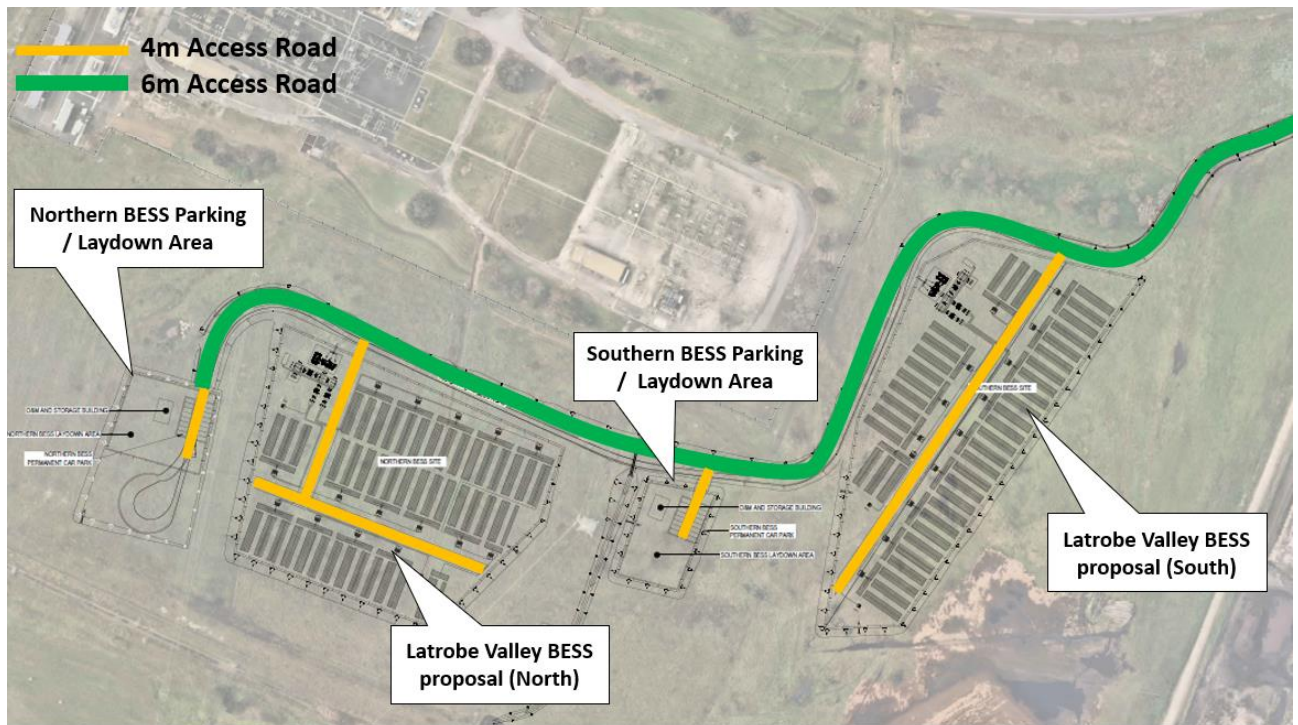 4m Access Road
6m Access Road
Northern BESS Parking
/ Laydown Area
Southern BESS Parking
/ Laydown Area
O&M AND STORAGE BUILDING
NORTHERN BESS LAYDOWN AREA
NORTHERN BESS
PERMANENT CAR PARK
NORTHERN BESS SITE
SOUTHERN BESS SITE
O&M AND STORAGE BUILDING
SOUTHERN BESS
PERMANENT CAR PARK
SOUTHERN BESS LAYDOWN AREA
Latrobe Valley BESS
proposal (South)
Latrobe Valley BESS
proposal (North)